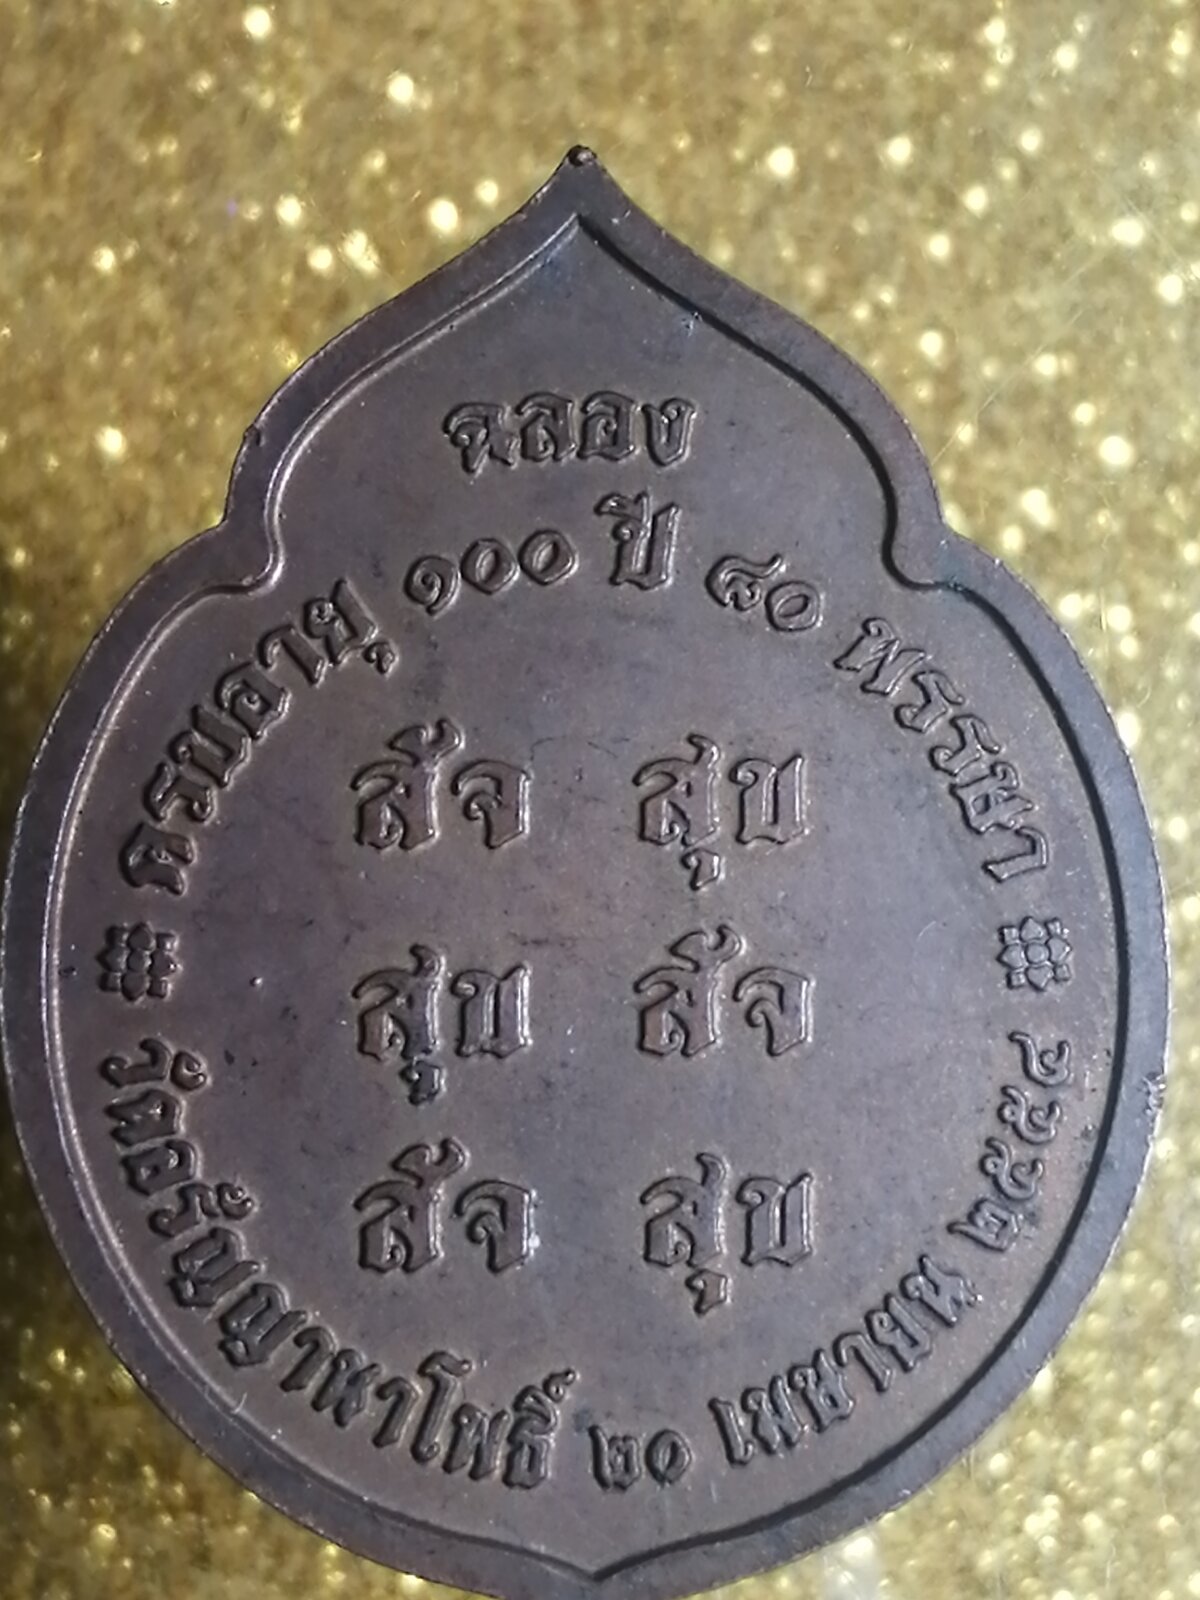 ฉลอง
ครบอายุ ๑๐๐ ปี ๘๐ พรรษา
สัจ สุข
สุข สัจ
สัจ สุข
วัดอรัญญานาโพธิ์ ๒๐ เมษายน ๒๕๕๔